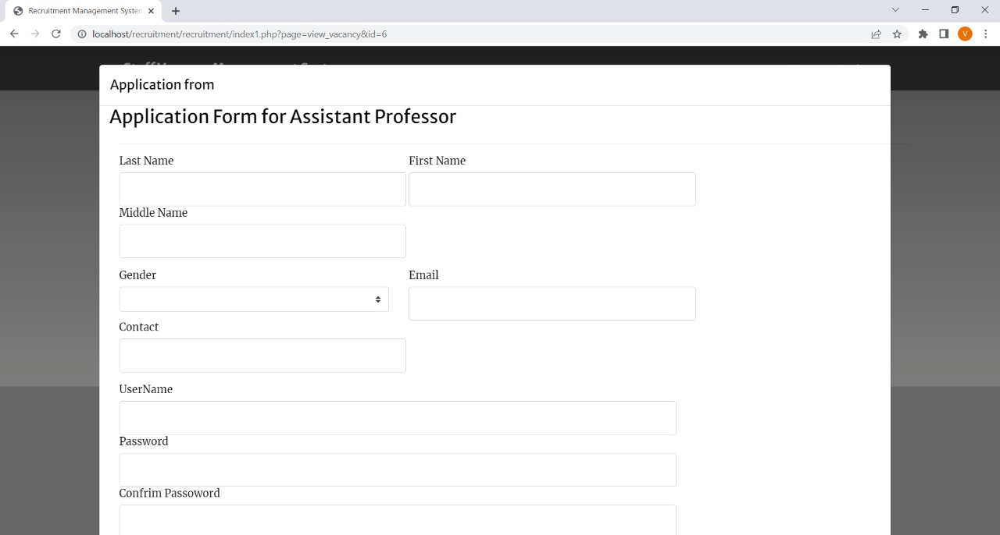 Recruitment Management System
localhost/recruitment/recruitment/index1.php?page=view_vacancy&id=6
V
Application from
Application Form for Assistant Professor
Last Name First Name
Middle Name
Gender Email
Contact
UserName
Password
Confrim Passoword